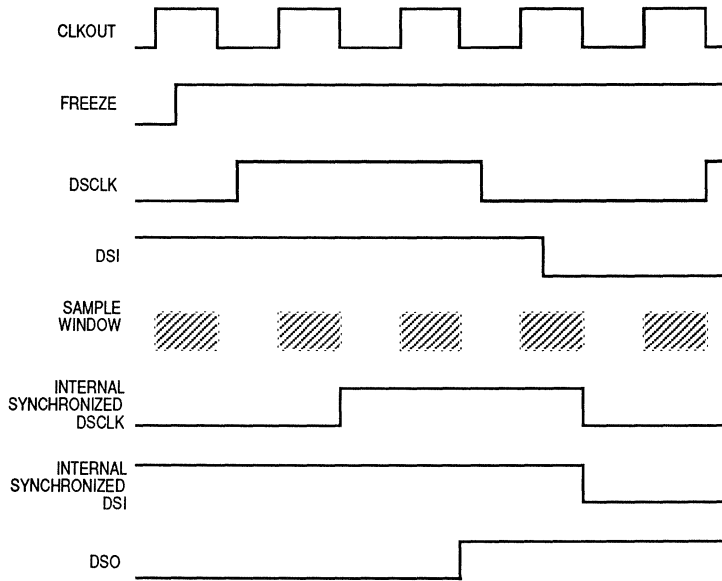 CLKOUT
FREEZE
DSCLK
DSI
SAMPLE
WINDOW
INTERNAL
SYNCHRONIZED
DSCLK
INTERNAL
SYNCHRONIZED
DSI
DSO